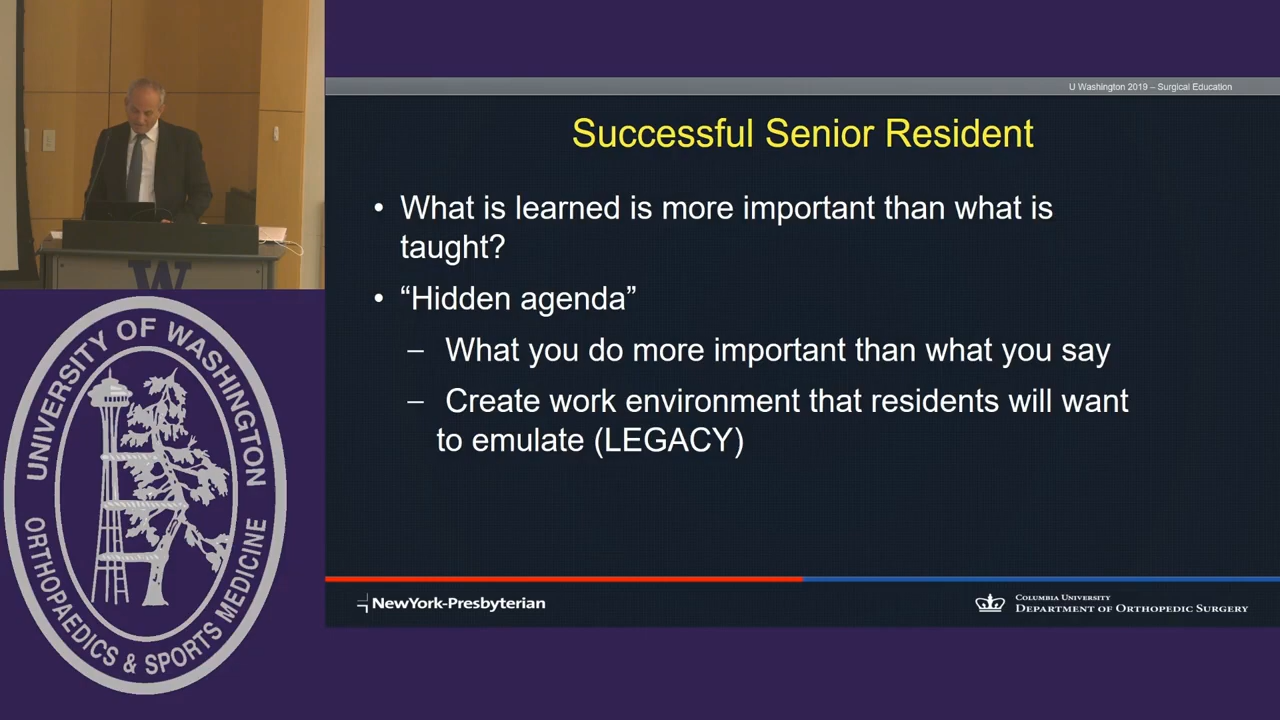 U Washington 2019 – Surgical Education
Successful Senior Resident
• What is learned is more important than what is
taught?
• “Hidden agenda”
– What you do more important than what you say
– Create work environment that residents will want
to emulate (LEGACY)
NewYork-Presbyterian
COLUMBIA UNIVERSITY
DEPARTMENT OF ORTHOPEDIC SURGERY
W
UNIVERSITY OF WASHINGTON
ORTHOPAEDICS & SPORTS MEDICINE